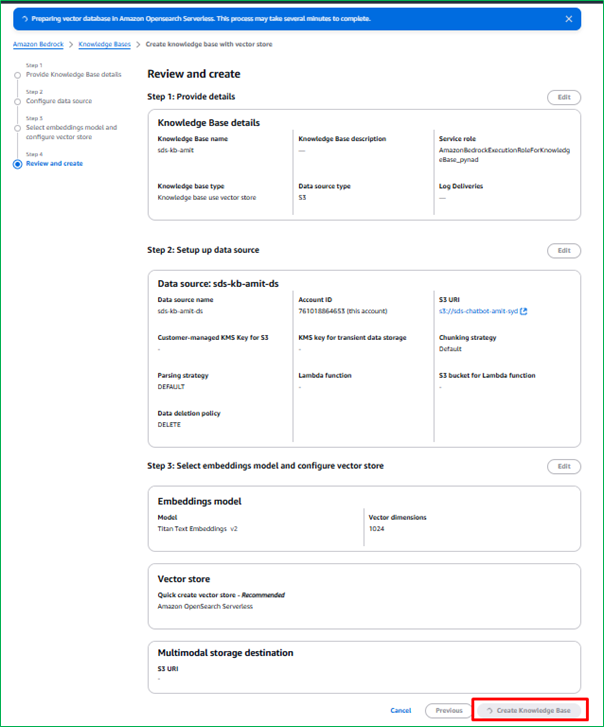 Preparing vector database in Amazon Opensearch Serverless. This process may take several minutes to complete.
Amazon Bedrock > Knowledge Bases > Create knowledge base with vector store
Step 1
Provide Knowledge Base details
Step 2
Configure data source
Step 3
Select embeddings model and
configure vector store
Step 4
Review and create
Review and create
Step 1: Provide details
Edit
Knowledge Base details
Knowledge Base name
sds-kb-amit
Knowledge Base description
—
Service role
AmazonBedrockExecutionRoleForKnowledg
eBase_pynad
Knowledge base type
Knowledge base use vector store
Data source type
S3
Log Deliveries
—
Step 2: Setup up data source
Edit
Data source: sds-kb-amit-ds
Data source name
sds-kb-amit-ds
Account ID
761018864653 (this account)
S3 URI
s3://sds-chatbot-amit-syd
Customer-managed KMS Key for S3
-
KMS key for transient data storage
-
Chunking strategy
Default
Parsing strategy
DEFAULT
Lambda function
-
S3 bucket for Lambda function
-
Data deletion policy
DELETE
Step 3: Select embeddings model and configure vector store
Edit
Embeddings model
Model
Titan Text Embeddings v2
Vector dimensions
1024
Vector store
Quick create vector store - Recommended
Amazon OpenSearch Serverless
Multimodal storage destination
S3 URI
-
Cancel
Previous
Create Knowledge Base